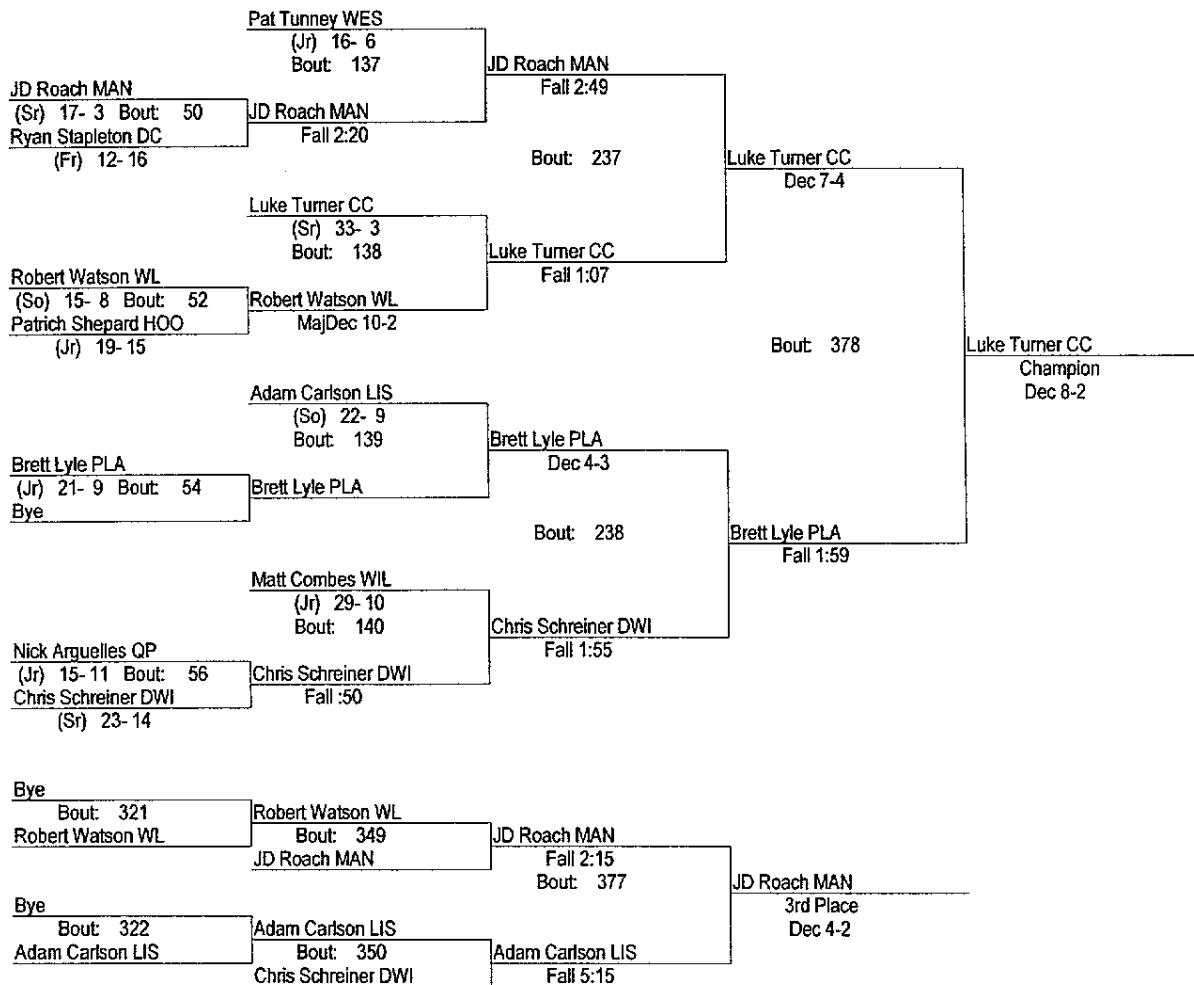 Pat Tunney WES
(Jr) 16- 6
Bout: 137
JD Roach MAN
Fall 2:49
JD Roach MAN
(Sr) 17- 3 Bout: 50
Ryan Stapleton DC
(Fr) 12- 16
JD Roach MAN
Fall 2:20
Bout: 237
Luke Turner CC
Dec 7-4
Luke Turner CC
(Sr) 33- 3
Bout: 138
Luke Turner CC
Fall 1:07
Robert Watson WL
(So) 15- 8 Bout: 52
Patrich Shepard HOO
(Jr) 19- 15
Robert Watson WL
MajDec 10-2
Bout: 378
Luke Turner CC
Champion
Dec 8-2
Adam Carlson LIS
(So) 22- 9
Bout: 139
Brett Lyle PLA
Dec 4-3
Brett Lyle PLA
(Jr) 21- 9 Bout: 54
Bye
Brett Lyle PLA
Bout: 238
Brett Lyle PLA
Fall 1:59
Matt Combes WIL
(Jr) 29- 10
Bout: 140
Chris Schreiner DWI
Fall 1:55
Nick Arguelles QP
(Jr) 15- 11 Bout: 56
Chris Schreiner DWI
(Sr) 23- 14
Chris Schreiner DWI
Fall :50
Bye
Bout: 321
Robert Watson WL
Robert Watson WL
Bout: 349
JD Roach MAN
JD Roach MAN
Fall 2:15
Bout: 377
JD Roach MAN
3rd Place
Dec 4-2
Bye
Bout: 322
Adam Carlson LIS
Adam Carlson LIS
Bout: 350
Chris Schreiner DWI
Adam Carlson LIS
Fall 5:15